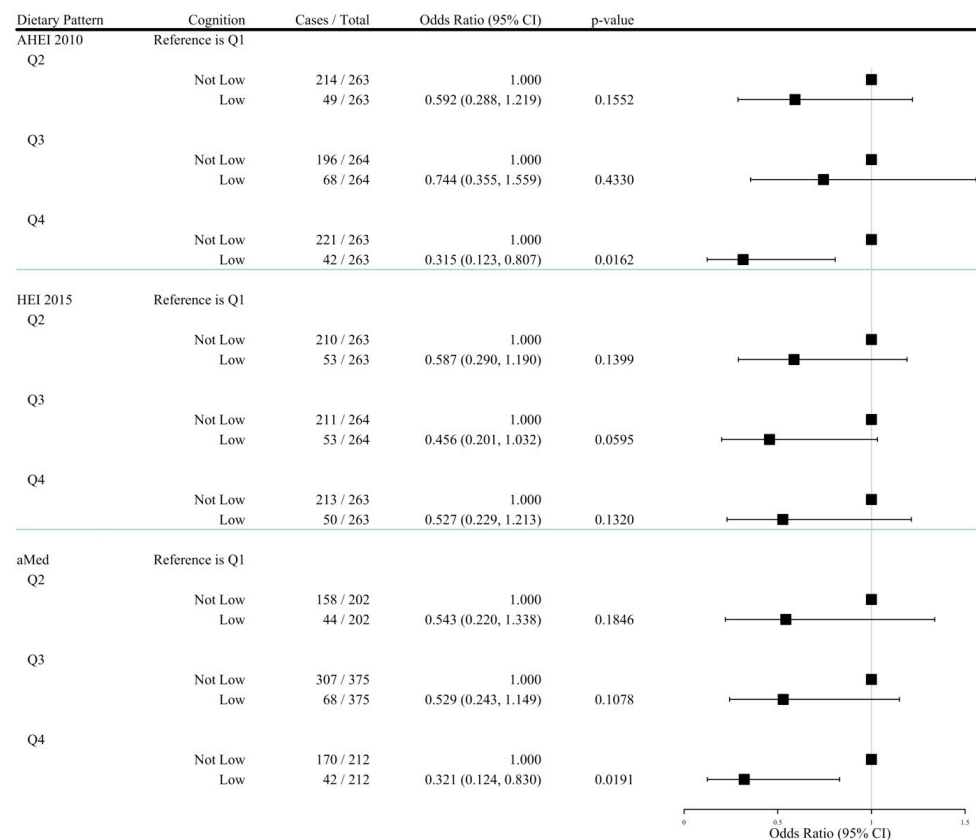 Dietary Pattern Cognition Cases / Total Odds Ratio (95% CI) p-value
AHEI 2010 Reference is Q1
Q2
Not Low 214 / 263 1.000
Low 49 / 263 0.592 (0.288, 1.219) 0.1552
Q3
Not Low 196 / 264 1.000
Low 68 / 264 0.744 (0.355, 1.559) 0.4330
Q4
Not Low 221 / 263 1.000
Low 42 / 263 0.315 (0.123, 0.807) 0.0162
HEI 2015 Reference is Q1
Q2
Not Low 210 / 263 1.000
Low 53 / 263 0.587 (0.290, 1.190) 0.1399
Q3
Not Low 211 / 264 1.000
Low 53 / 264 0.456 (0.201, 1.032) 0.0595
Q4
Not Low 213 / 263 1.000
Low 50 / 263 0.527 (0.229, 1.213) 0.1320
aMed Reference is Q1
Q2
Not Low 158 / 202 1.000
Low 44 / 202 0.543 (0.220, 1.338) 0.1846
Q3
Not Low 307 / 375 1.000
Low 68 / 375 0.529 (0.243, 1.149) 0.1078
Q4
Not Low 170 / 212 1.000
Low 42 / 212 0.321 (0.124, 0.830) 0.0191
0 0.5 1 1.5
Odds Ratio (95% CI)